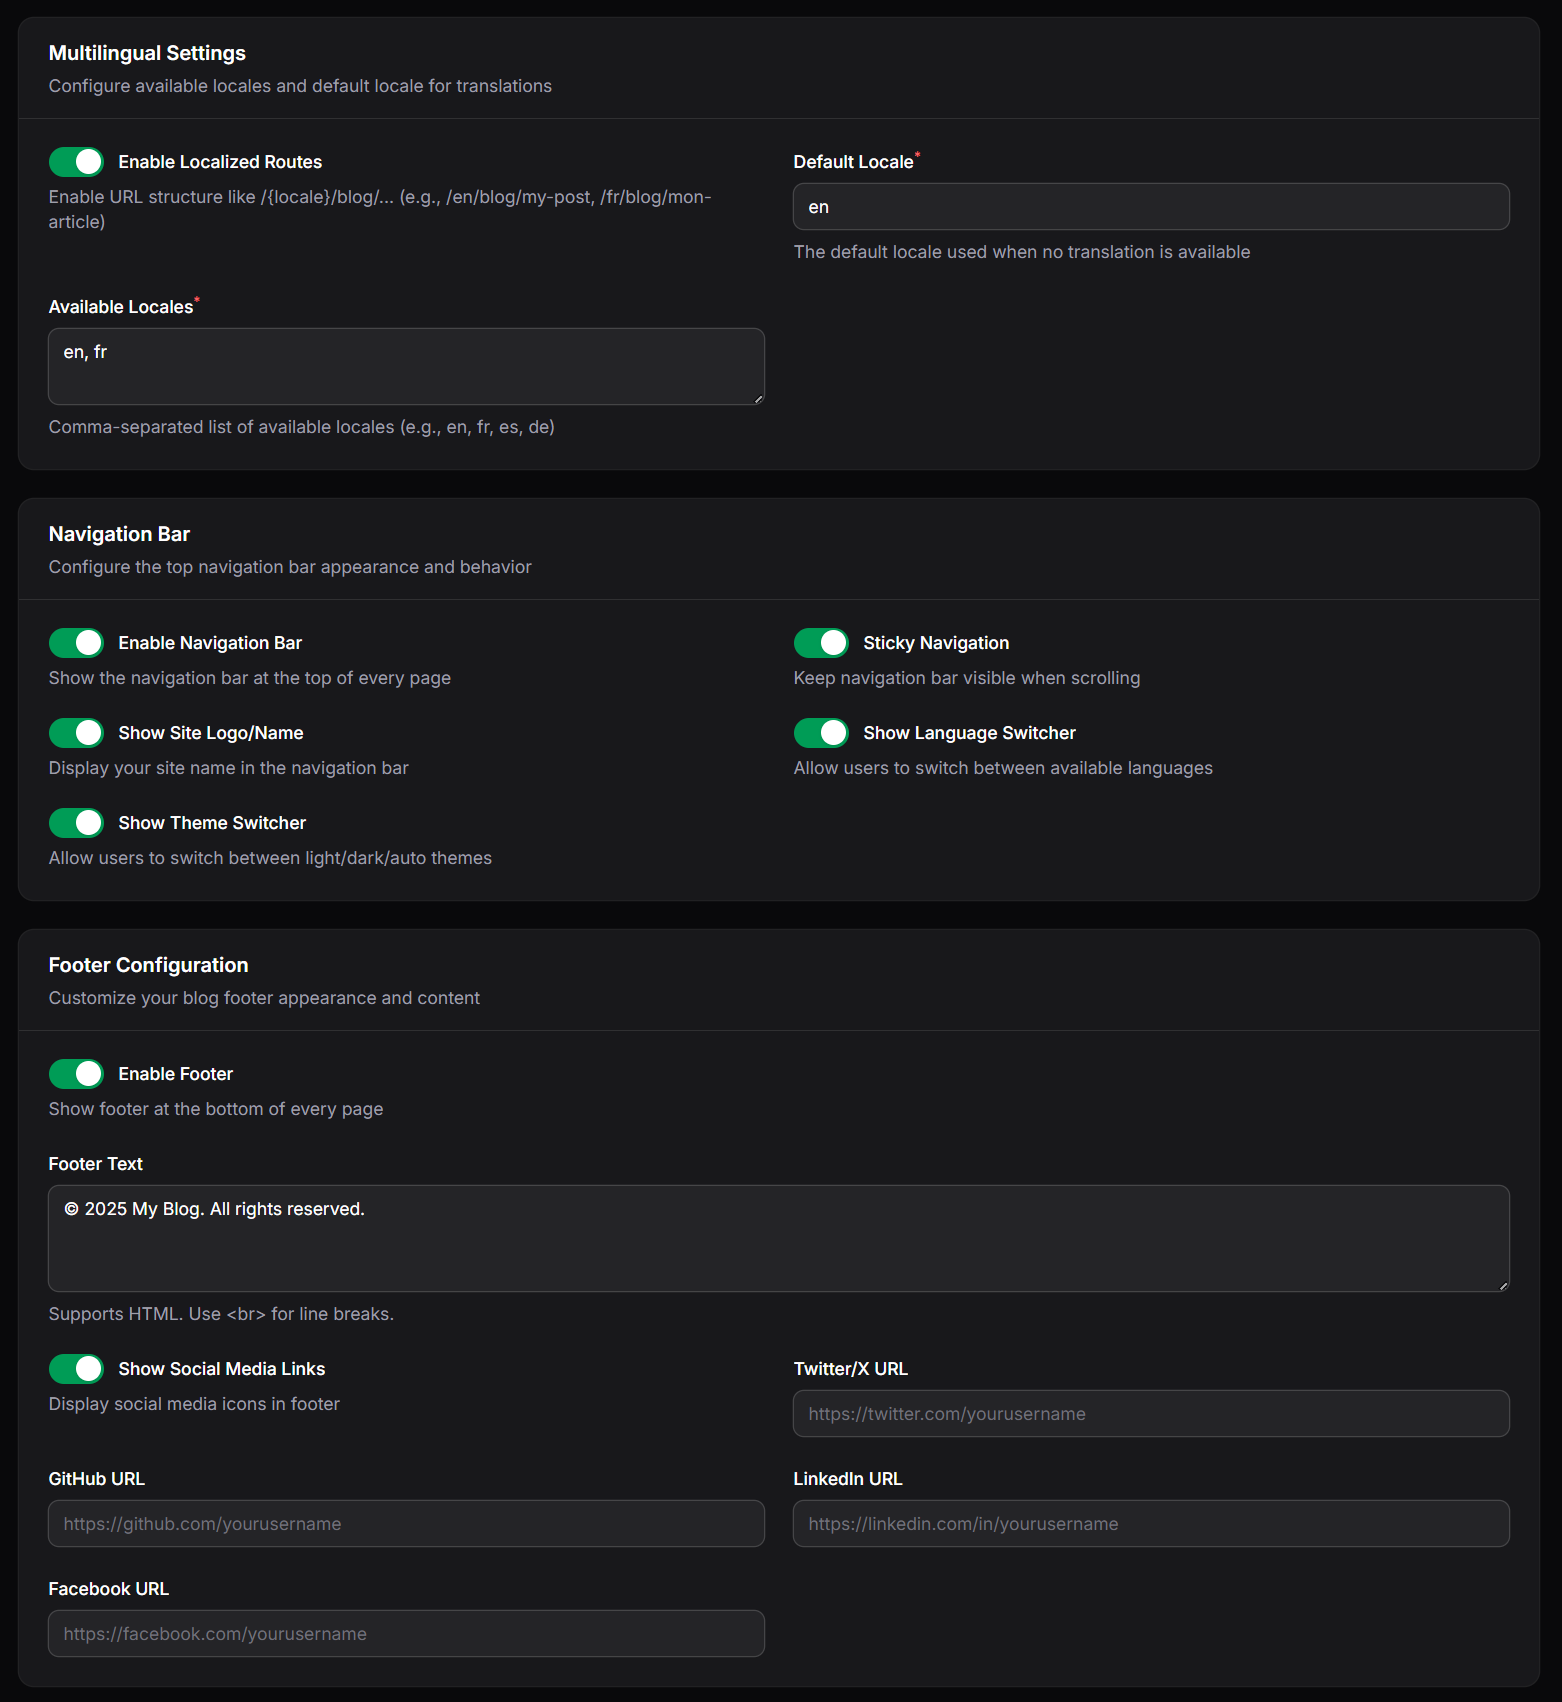 Multilingual Settings
Configure available locales and default locale for translations
Enable Localized Routes
Enable URL structure like /{locale}/blog/... (e.g., /en/blog/my-post, /fr/blog/mon-
article)
Default Locale*
en
The default locale used when no translation is available
Available Locales*
en, fr
Comma-separated list of available locales (e.g., en, fr, es, de)
Navigation Bar
Configure the top navigation bar appearance and behavior
Enable Navigation Bar
Show the navigation bar at the top of every page
Sticky Navigation
Keep navigation bar visible when scrolling
Show Site Logo/Name
Display your site name in the navigation bar
Show Language Switcher
Allow users to switch between available languages
Show Theme Switcher
Allow users to switch between light/dark/auto themes
Footer Configuration
Customize your blog footer appearance and content
Enable Footer
Show footer at the bottom of every page
Footer Text
© 2025 My Blog. All rights reserved.
Supports HTML. Use <br> for line breaks.
Show Social Media Links
Display social media icons in footer
Twitter/X URL
https://twitter.com/yourusername
GitHub URL
https://github.com/yourusername
LinkedIn URL
https://linkedin.com/in/yourusername
Facebook URL
https://facebook.com/yourusername